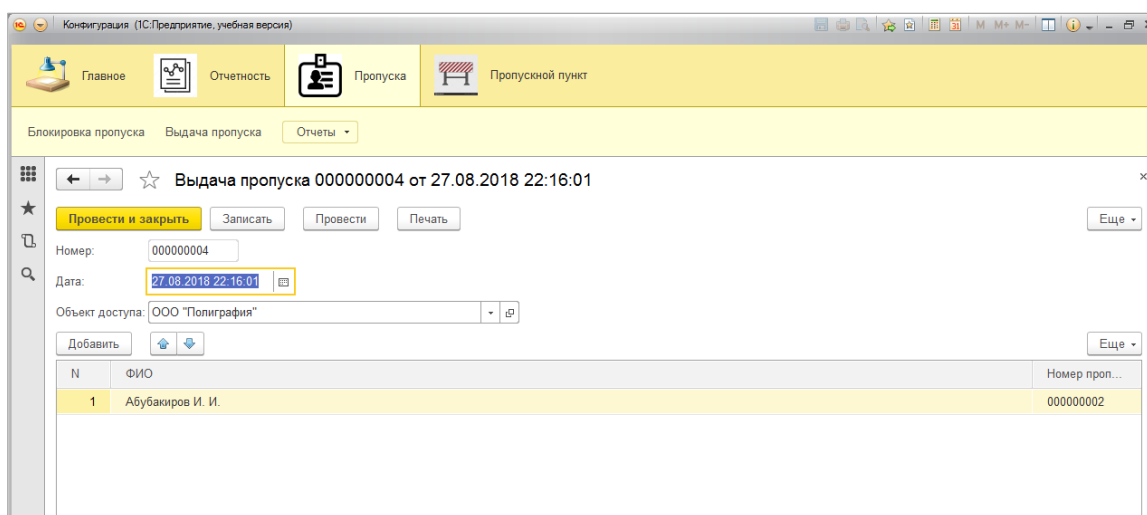 Конфигурация (1С:Предприятие, учебная версия) M M+ M-
Главное Отчетность Пропуска Пропускной пункт
Блокировка пропуска Выдача пропуска Отчеты
Выдача пропуска 000000004 от 27.08.2018 22:16:01
Провести и закрыть Записать Провести Печать Еще
Номер: 000000004
Дата: 27.08.2018 22:16:01
Объект доступа: ООО "Полиграфия"
Добавить Еще
N ФИО Номер проп...
1 Абубакиров И. И. 000000002